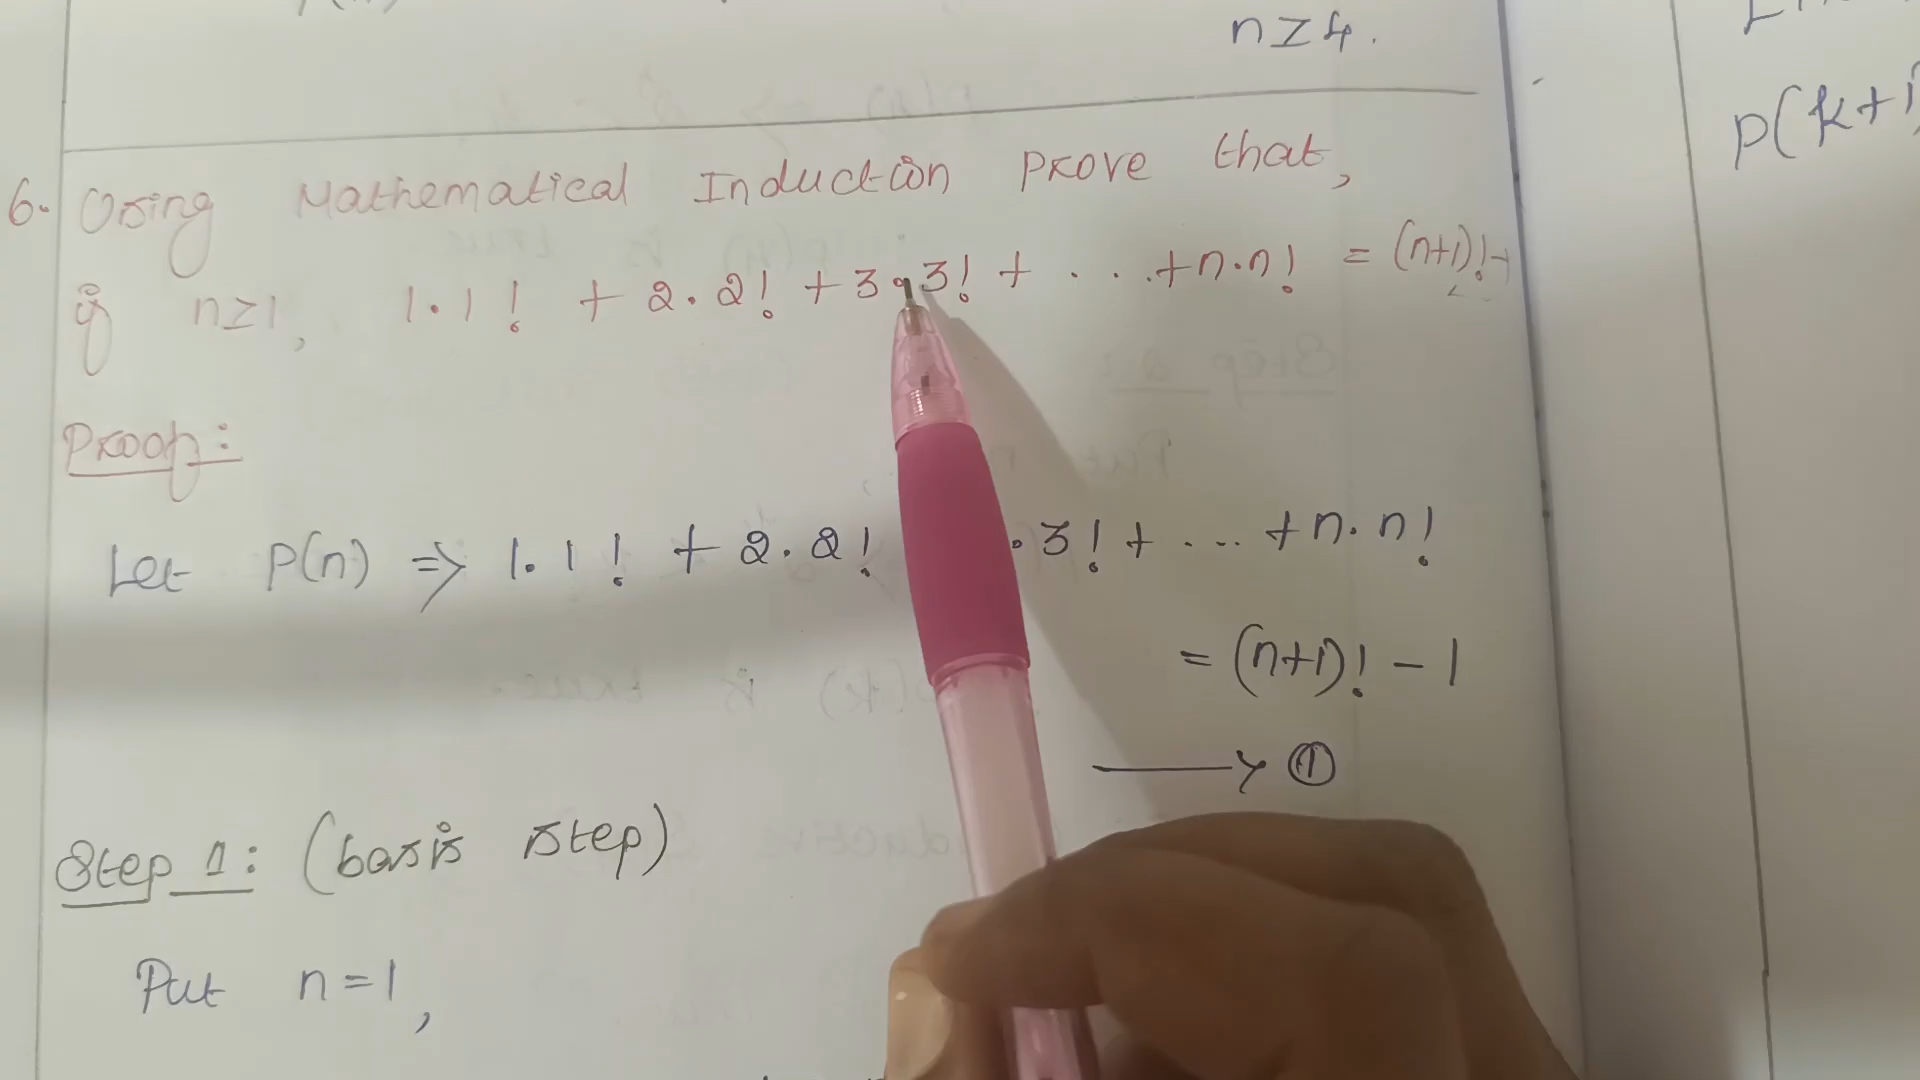 n≥4.
P(k+1)
6. Using Mathematical Induction Prove that,
if n≥1, 1.1! + 2.2! + 3.3! + ... + n.n! = (n+1)! -
Proof:
Let P(n) => 1.1! + 2.2! .3! + ... + n.n!
= (n+1)! - 1
→ ①
Step 1: (basis step)
Put n=1,